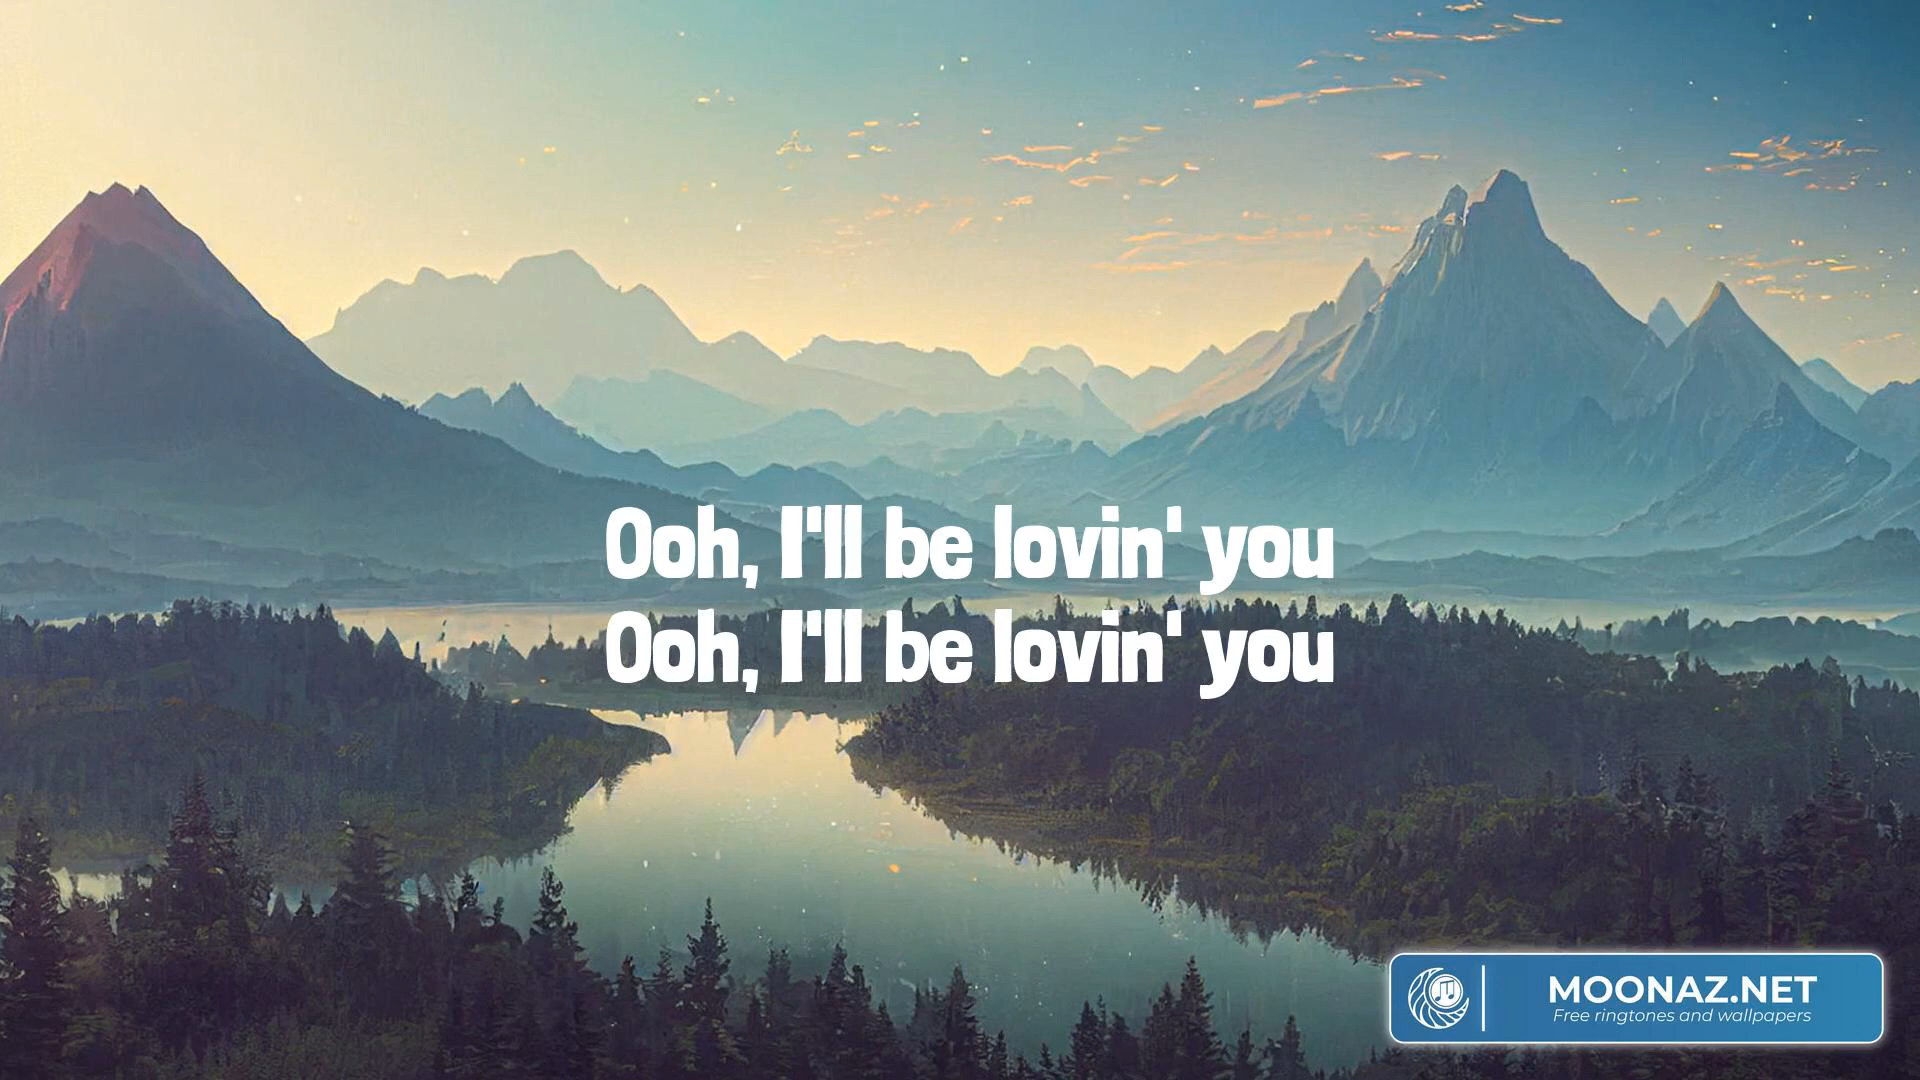 Ooh, I'll be lovin' you
Ooh, I'll be lovin' you
MOONAZ.NET
Free ringtones and wallpapers